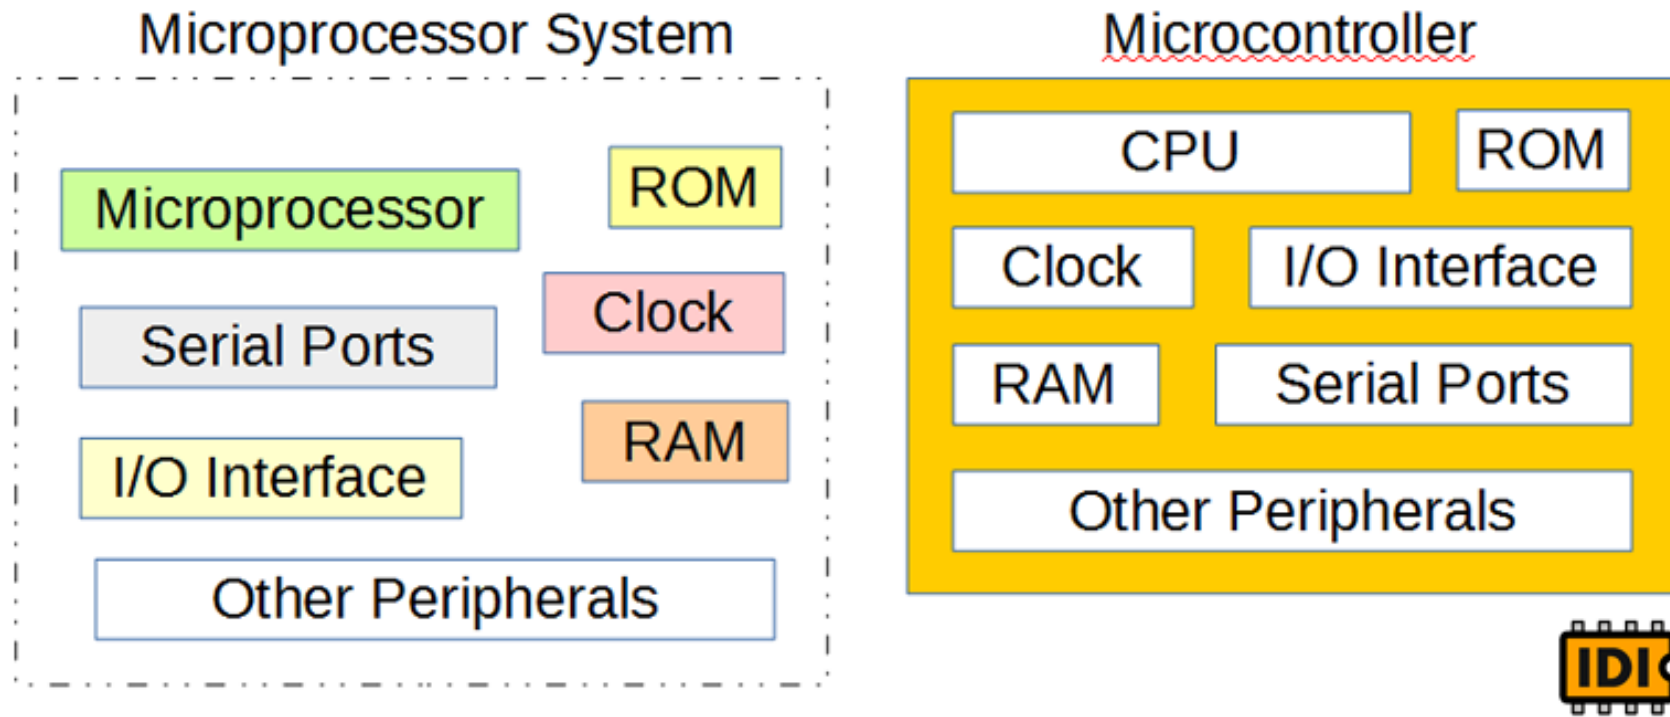 Microprocessor System
Microprocessor
ROM
Clock
Serial Ports
RAM
I/O Interface
Other Peripherals
Microcontroller
CPU
ROM
Clock
I/O Interface
RAM
Serial Ports
Other Peripherals
IDI